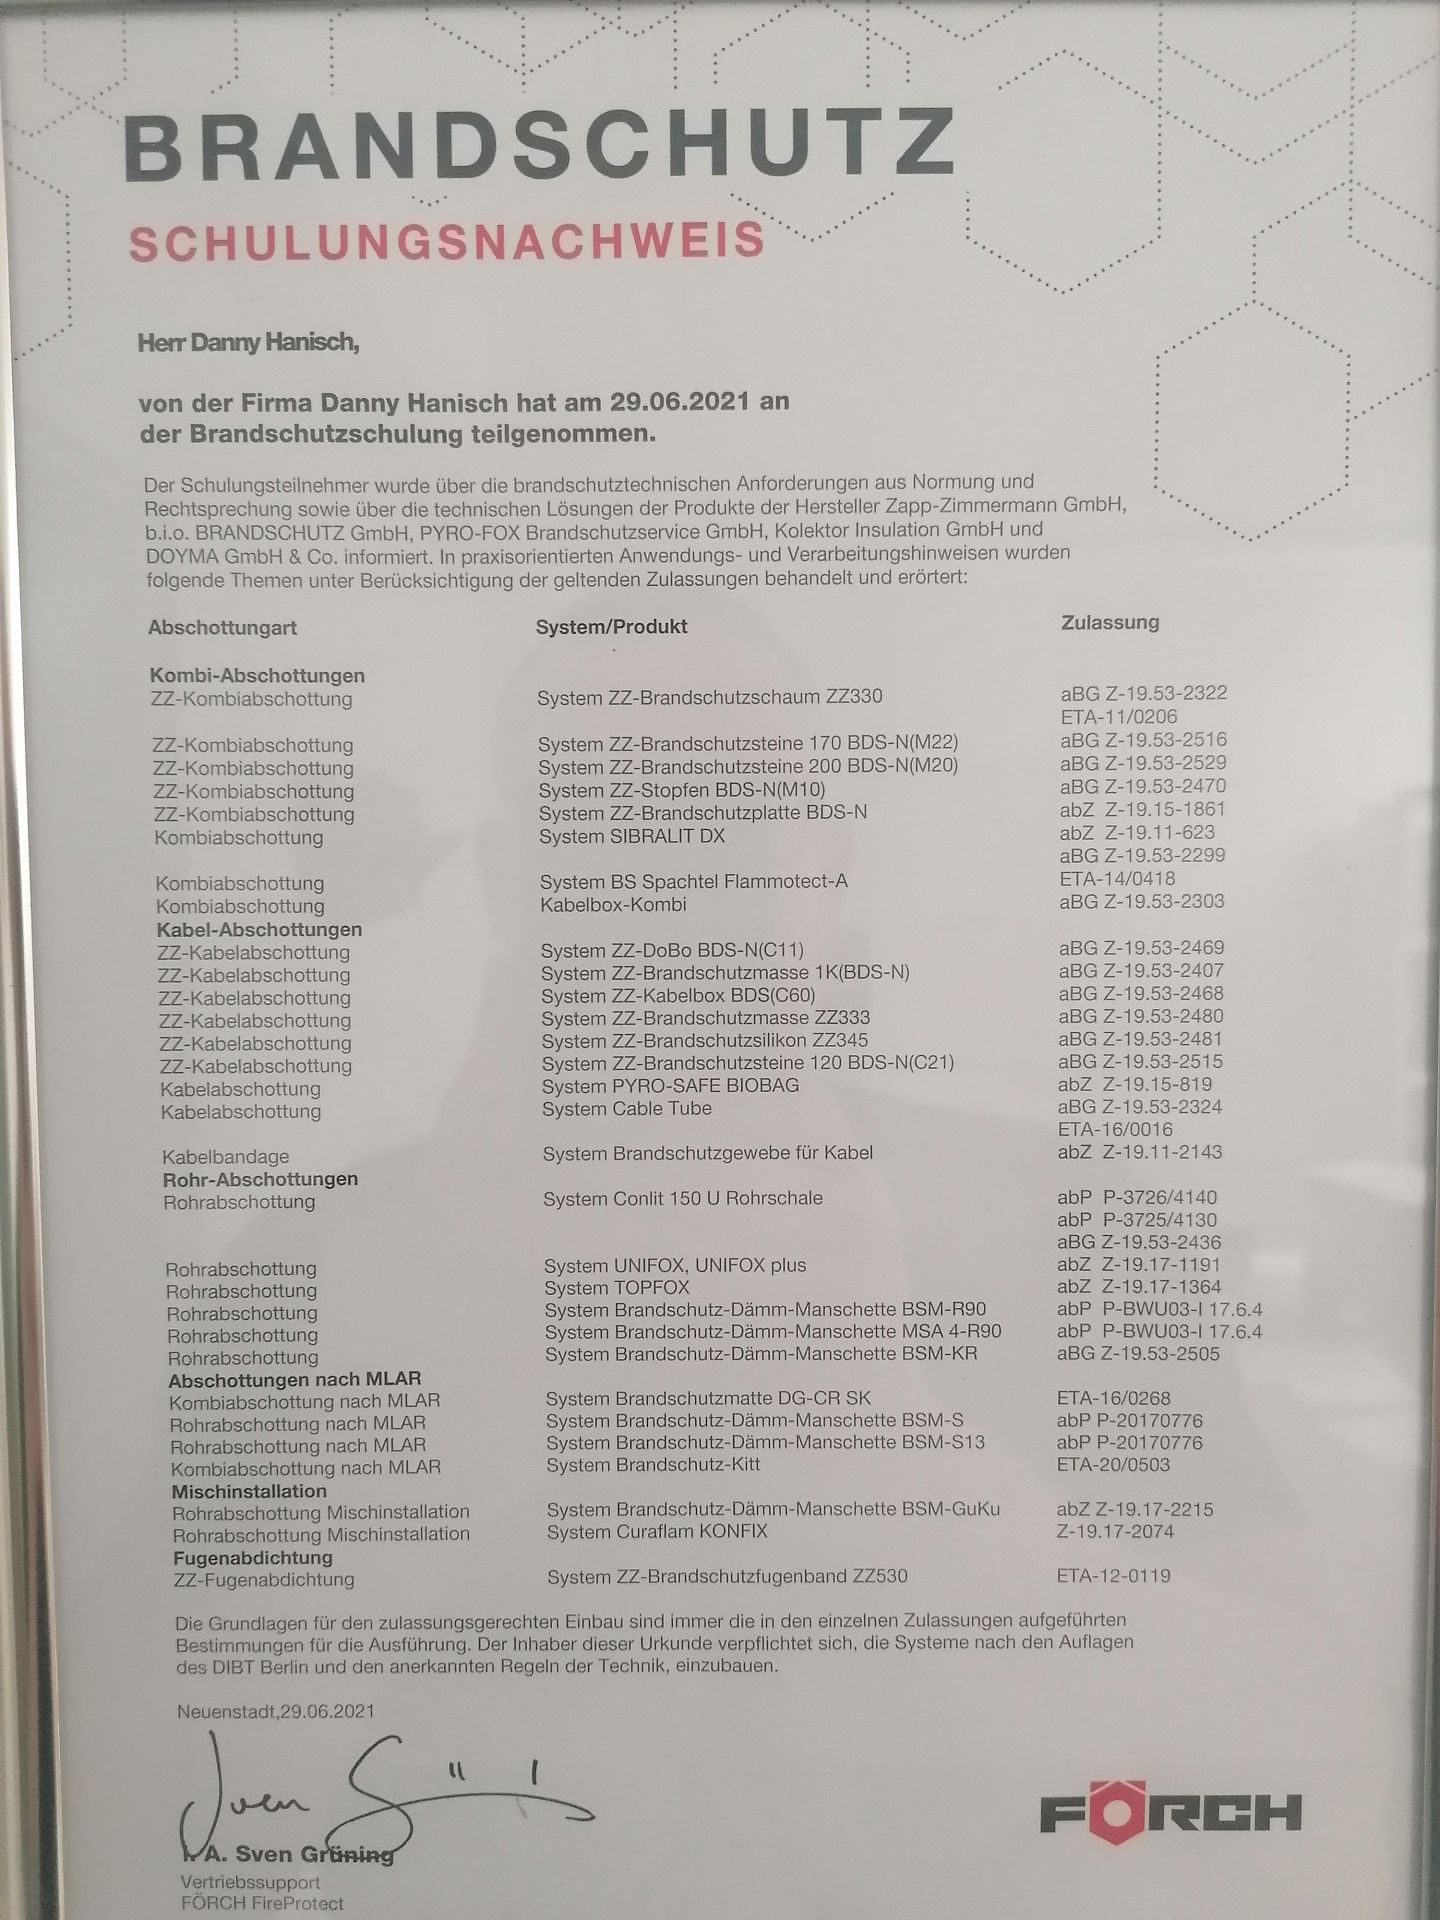 BRANDSCHUTZ
SCHULUNGSNACHWEIS
Herr Danny Hanisch,
von der Firma Danny Hanisch hat am 29.06.2021 an
der Brandschutzschulung teilgenommen.
Der Schulungsteilnehmer wurde über die brandschutztechnischen Anforderungen aus Normung und
Rechtsprechung sowie über die technischen Lösungen der Produkte der Hersteller Zapp-Zimmermann GmbH,
b.i.o. BRANDSCHUTZ GmbH, PYRO-FOX Brandschutzservice GmbH, Kolektor Insulation GmbH und
DOYMA GmbH & Co. informiert. In praxisorientierten Anwendungs- und Verarbeitungshinweisen wurden
folgende Themen unter Berücksichtigung der geltenden Zulassungen behandelt und erörtert:
Abschottungart System/Produkt Zulassung
Kombi-Abschottungen
ZZ-Kombiabschottung System ZZ-Brandschutzschaum ZZ330 aBG Z-19.53-2322
ETA-11/0206
ZZ-Kombiabschottung System ZZ-Brandschutzsteine 170 BDS-N(M22) aBG Z-19.53-2516
ZZ-Kombiabschottung System ZZ-Brandschutzsteine 200 BDS-N(M20) aBG Z-19.53-2529
ZZ-Kombiabschottung System ZZ-Stopfen BDS-N(M10) aBG Z-19.53-2470
ZZ-Kombiabschottung System ZZ-Brandschutzplatte BDS-N abZ Z-19.15-1861
Kombiabschottung System SIBRALIT DX abZ Z-19.11-623
aBG Z-19.53-2299
Kombiabschottung System BS Spachtel Flammotect-A ETA-14/0418
Kombiabschottung Kabelbox-Kombi aBG Z-19.53-2303
Kabel-Abschottungen
ZZ-Kabelabschottung System ZZ-DoBo BDS-N(C11) aBG Z-19.53-2469
ZZ-Kabelabschottung System ZZ-Brandschutzmasse 1K(BDS-N) aBG Z-19.53-2407
ZZ-Kabelabschottung System ZZ-Kabelbox BDS(C60) aBG Z-19.53-2468
ZZ-Kabelabschottung System ZZ-Brandschutzmasse ZZ333 aBG Z-19.53-2480
ZZ-Kabelabschottung System ZZ-Brandschutzsilikon ZZ345 aBG Z-19.53-2481
ZZ-Kabelabschottung System ZZ-Brandschutzsteine 120 BDS-N(C21) aBG Z-19.53-2515
Kabelabschottung System PYRO-SAFE BIOBAG abZ Z-19.15-819
Kabelabschottung System Cable Tube aBG Z-19.53-2324
ETA-16/0016
Kabelbandage System Brandschutzgewebe für Kabel abZ Z-19.11-2143
Rohr-Abschottungen
Rohrabschottung System Conlit 150 U Rohrschale abP P-3726/4140
abP P-3725/4130
aBG Z-19.53-2436
Rohrabschottung System UNIFOX, UNIFOX plus abZ Z-19.17-1191
Rohrabschottung System TOPFOX abZ Z-19.17-1364
Rohrabschottung System Brandschutz-Dämm-Manschette BSM-R90 abP P-BWU03-I 17.6.4
Rohrabschottung System Brandschutz-Dämm-Manschette MSA 4-R90 abP P-BWU03-I 17.6.4
Rohrabschottung System Brandschutz-Dämm-Manschette BSM-KR aBG Z-19.53-2505
Abschottungen nach MLAR
Kombiabschottung nach MLAR System Brandschutzmatte DG-CR SK ETA-16/0268
Rohrabschottung nach MLAR System Brandschutz-Dämm-Manschette BSM-S abP P-20170776
Rohrabschottung nach MLAR System Brandschutz-Dämm-Manschette BSM-S13 abP P-20170776
Kombiabschottung nach MLAR System Brandschutz-Kitt ETA-20/0503
Mischinstallation
Rohrabschottung Mischinstallation System Brandschutz-Dämm-Manschette BSM-GuKu abZ Z-19.17-2215
Rohrabschottung Mischinstallation System Curaflam KONFIX Z-19.17-2074
Fugenabdichtung
ZZ-Fugenabdichtung System ZZ-Brandschutzfugenband ZZ530 ETA-12-0119
Die Grundlagen für den zulassungsgerechten Einbau sind immer die in den einzelnen Zulassungen aufgeführten
Bestimmungen für die Ausführung. Der Inhaber dieser Urkunde verpflichtet sich, die Systeme nach den Auflagen
des DIBT Berlin und den anerkannten Regeln der Technik, einzubauen.
Neuenstadt,29.06.2021
Sven
I. A. Sven Grüning
Vertriebssupport
FÖRCH FireProtect
FÖRCH